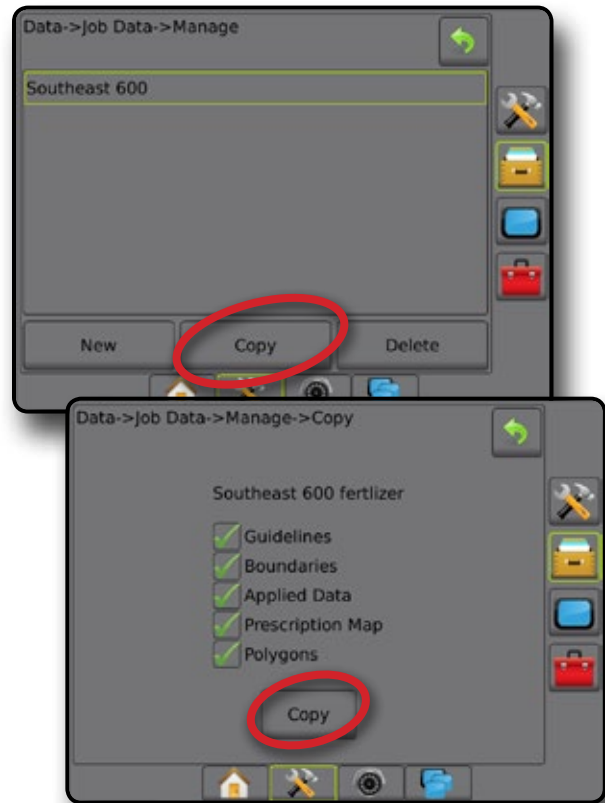 Data->Job Data->Manage
Southeast 600
New Copy Delete
Data->Job Data->Manage->Copy
Southeast 600 fertlizer
Guidelines
Boundaries
Applied Data
Prescription Map
Polygons
Copy